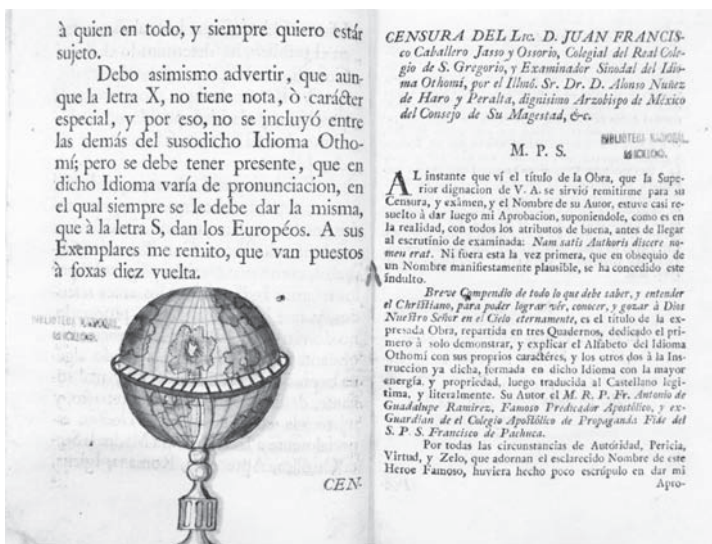 à quien en todo, y siempre quiero estár
sujeto.
Debo asimismo advertir, que aun-
que la letra X, no tiene nota, ò carácter
especial, y por eso, no se incluyó entre
las demás del susodicho Idioma Otho-
mí; pero se debe tener presente, que en
dicho Idioma varía de pronunciacion, en
el qual siempre se le debe dar la misma,
que à la letra S, dan los Européos. A sus
Exemplares me remito, que van puestos
à foxas diez vuelta.
CEN-
CENSURA DEL Lic. D. JUAN FRANCIS-
co Caballero Jasso y Ossorio, Colegial del Real Cole-
gio de S. Gregorio, y Examinador Sinodal del Idio-
ma Othomí, por el Illmô. Sr. Dr. D. Alonso Nuñez
de Haro y Peralta, dignisimo Arzobispo de México
del Consejo de Su Magestad, &c.
M. P. S.
AL instante que ví el título de la Obra, que la Supe-
rior dignacion de V. A. se sirvió remitirme para su
Censura, y exâmen, y el Nombre de su Autor, estuve casi re-
suelto à dar luego mi Aprobacion, suponiendole, como es en
la realidad, con todos los atributos de buena, antes de llegar
al escrutinio de examinada: Nam satis Authoris discere no-
men erat. Ni fuera esta la vez primera, que en obsequio de
un Nombre manifiestamente plausible, se ha concedido este
indulto.
Breve Compendio de todo lo que debe saber, y entender
el Christiano, para poder lograr vér, conocer, y gozar à Dios
Nuestro Señor en el Cielo eternamente, es el título de la ex-
presada Obra, repartida en tres Quadernos, dedicado el pri-
mero à solo demonstrar, y explicar el Alfabeto del Idioma
Othomí con sus proprios caractéres, y los otros dos à la Ins-
truccion ya dicha, formada en dicho Idioma con la mayor
energía, y propriedad, luego traducida al Castellano legi-
tima, y literalmente. Su Autor el M. R. P. Fr. Antonio de
Guadalupe Ramirez, Famoso Predicador Apostólico, y ex-
Guardian de el Colegio Apostólico de Propaganda Fide del
S. P. S. Francisco de Pachuca.
Por todas las circunstancias de Autoridad, Pericia,
Virtud, y Zelo, que adornan el esclarecido Nombre de este
Heroe Famoso, huviera hecho poco escrúpulo en dar mi
Apro-